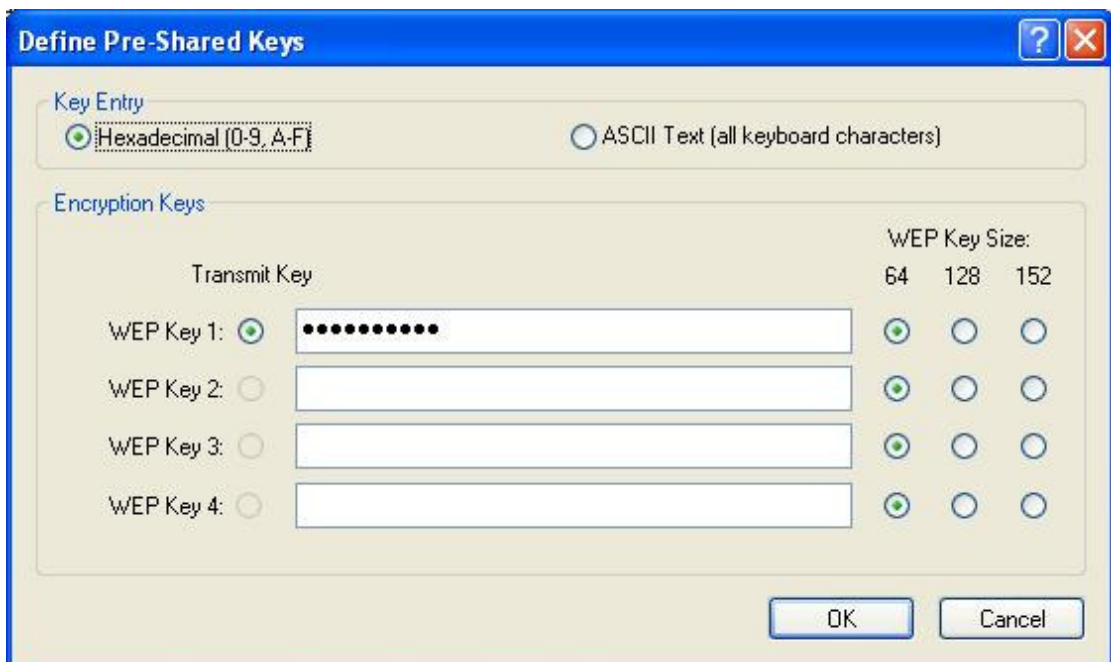 Define Pre-Shared Keys
Key Entry
Hexadecimal (0-9, A-F)
ASCII Text (all keyboard characters)
Encryption Keys
WEP Key Size:
Transmit Key
64 128 152
WEP Key 1: ••••••••••
WEP Key 2:
WEP Key 3:
WEP Key 4:
OK Cancel